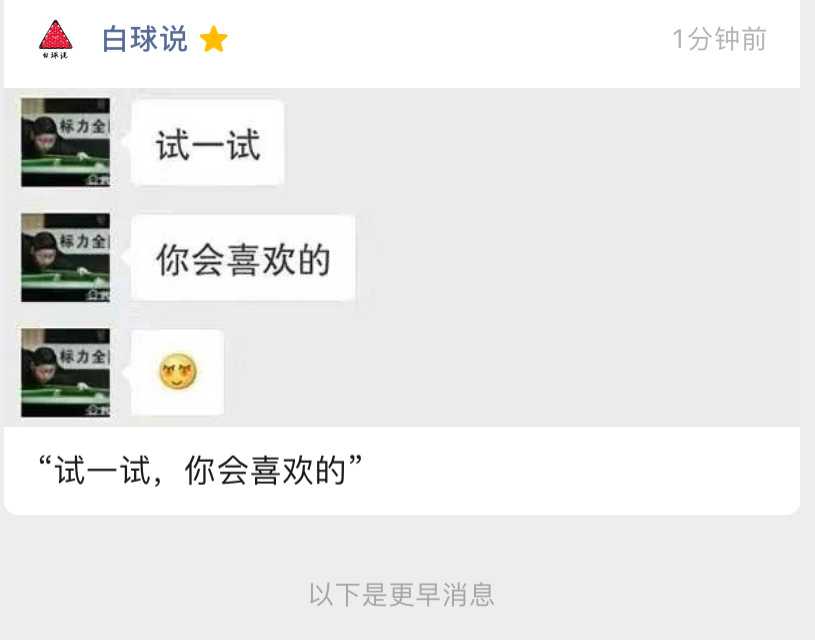 白球说
白球说
1分钟前
标力全
试一试
标力全
你会喜欢的
标力全
“试一试，你会喜欢的”
以下是更早消息